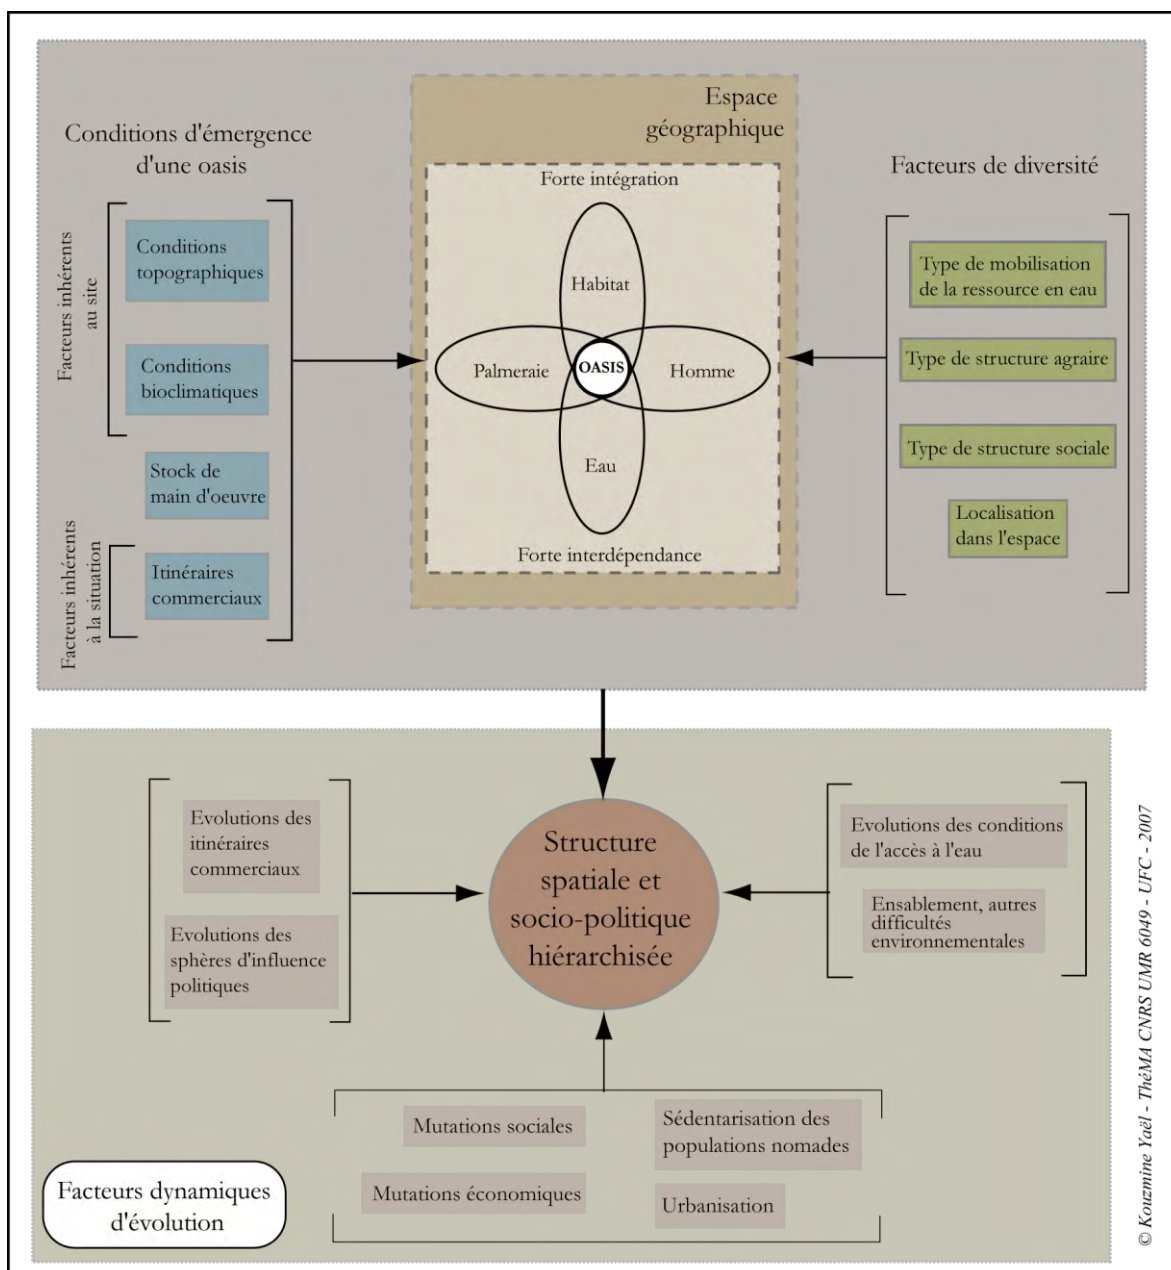 Espace
géographique
Conditions d'émergence
d'une oasis
Facteurs inhérents
au site
Conditions
topographiques
Conditions
bioclimatiques
Stock de
main d'oeuvre
Facteurs inhérents
à la situation
Itinéraires
commerciaux
Forte intégration
Habitat
Palmeraie
OASIS
Homme
Eau
Forte interdépendance
Facteurs de diversité
Type de mobilisation
de la ressource en eau
Type de structure agraire
Type de structure sociale
Localisation
dans l'espace
Evolutions des
itinéraires
commerciaux
Evolutions des
sphères d'influence
politiques
Structure
spatiale et
socio-politique
hiérarchisée
Evolutions des conditions
de l'accès à l'eau
Ensablement, autres
difficultés
environnementales
Mutations sociales
Sédentarisation des
populations nomades
Mutations économiques
Urbanisation
Facteurs dynamiques
d'évolution
© Kouzmine Yaël - ThéMA CNRS UMR 6049 - UFC - 2007